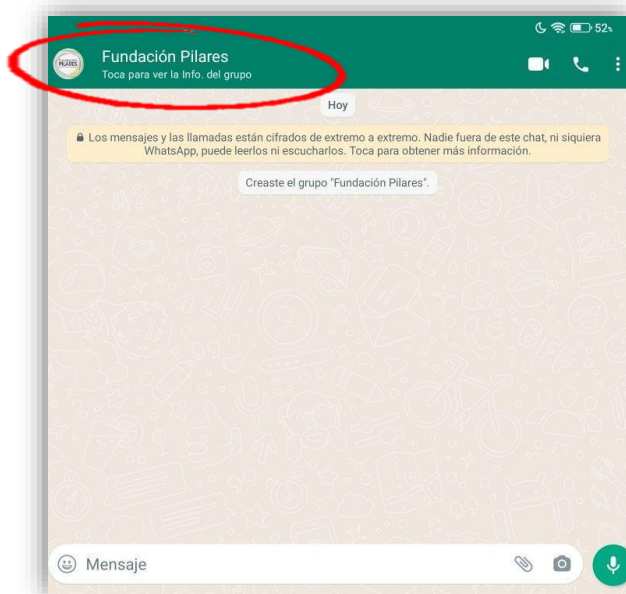 52%
PILARES
Fundación Pilares
Toca para ver la Info. del grupo
Hoy
Los mensajes y las llamadas están cifrados de extremo a extremo. Nadie fuera de este chat, ni siquiera
WhatsApp, puede leerlos ni escucharlos. Toca para obtener más información.
Creaste el grupo "Fundación Pilares".
Mensaje